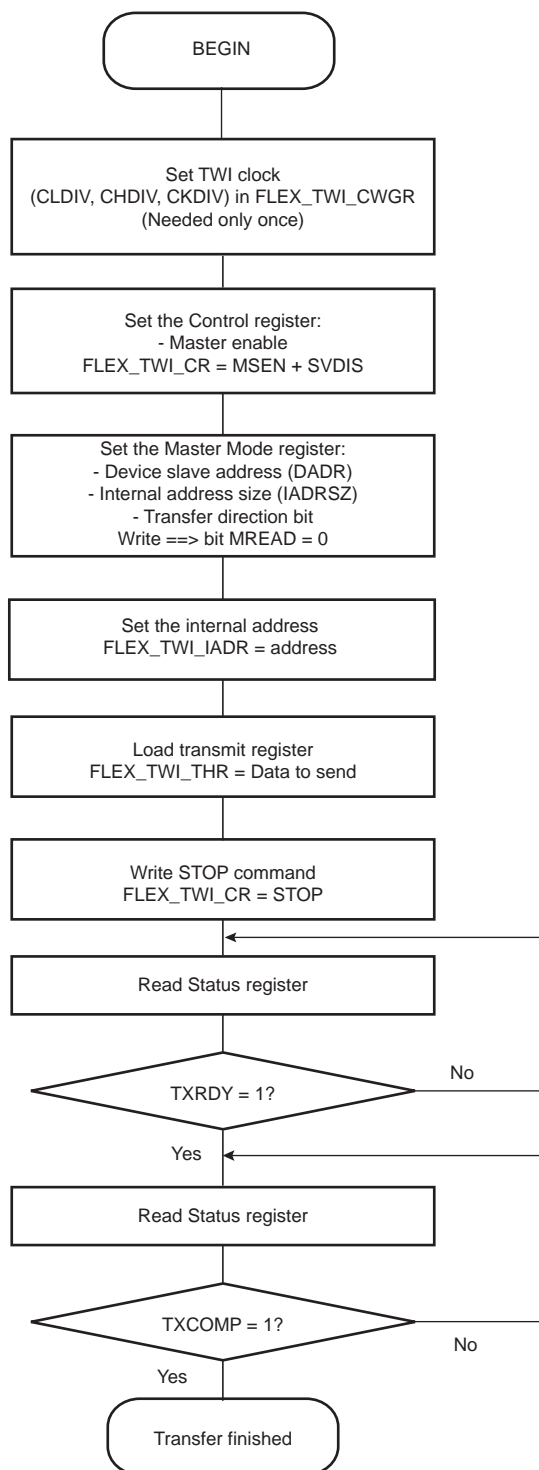 BEGIN
Set TWI clock
(CLDIV, CHDIV, CKDIV) in FLEX_TWI_CWGR
(Needed only once)
Set the Control register:
- Master enable
FLEX_TWI_CR = MSEN + SVDIS
Set the Master Mode register:
- Device slave address (DADR)
- Internal address size (IADRSZ)
- Transfer direction bit
Write ==> bit MREAD = 0
Set the internal address
FLEX_TWI_IADR = address
Load transmit register
FLEX_TWI_THR = Data to send
Write STOP command
FLEX_TWI_CR = STOP
Read Status register
TXRDY = 1?
No
Yes
Read Status register
TXCOMP = 1?
No
Yes
Transfer finished